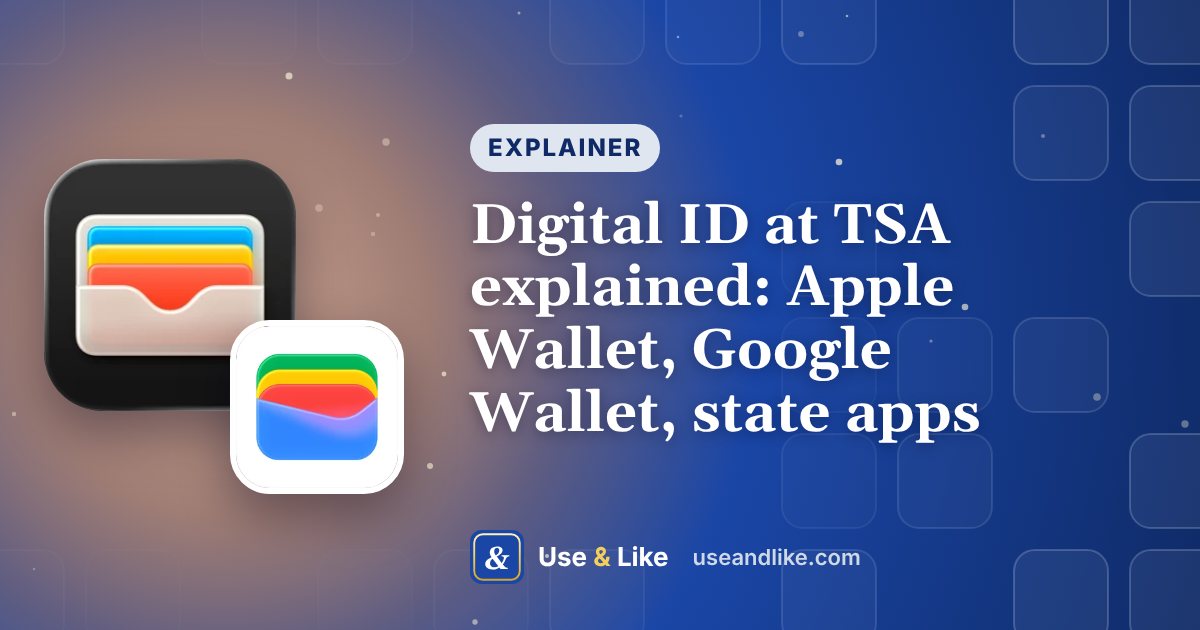 EXPLAINER
Digital ID at TSA
explained: Apple
Wallet, Google
Wallet, state apps
& Use & Like useandlike.com